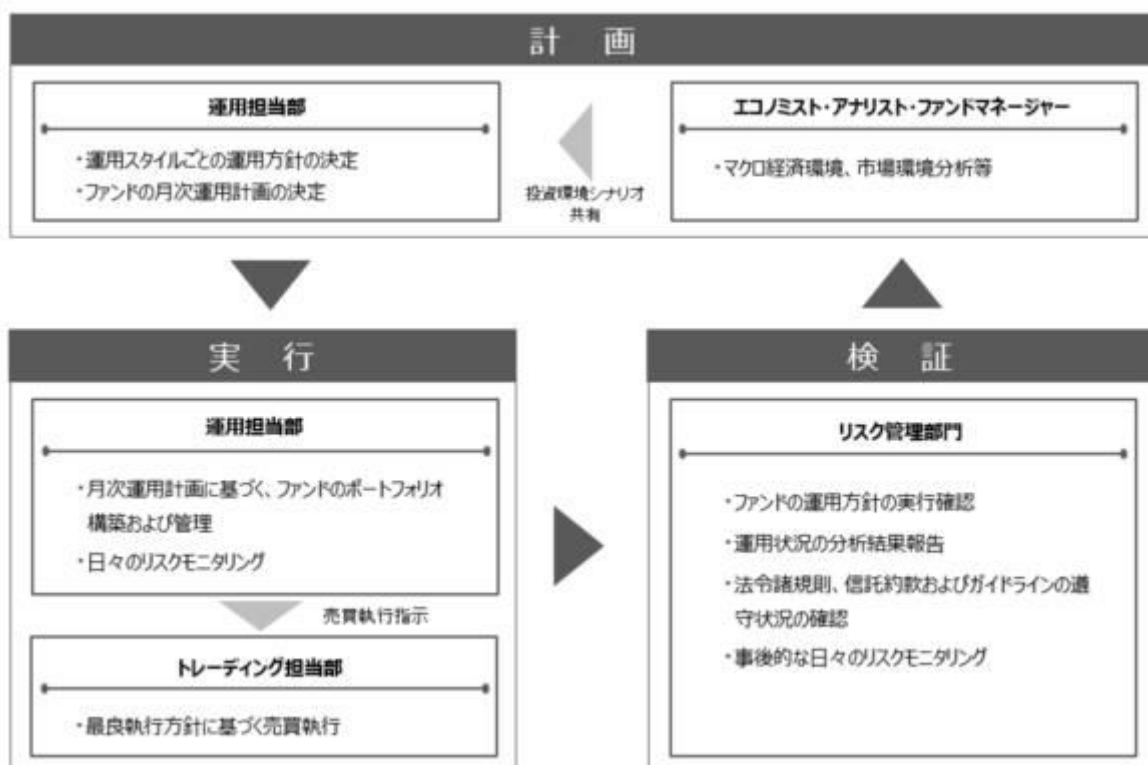 計 画
運用担当部
・運用スタイルごとの運用方針の決定
・ファンドの月次運用計画の決定
投資環境シナリオ
共有
エコノミスト・アナリスト・ファンドマネージャー
・マクロ経済環境、市場環境分析等
実 行
運用担当部
・月次運用計画に基づく、ファンドのポートフォリオ
構築および管理
・日々のリスクモニタリング
売買執行指示
トレーディング担当部
・最良執行方針に基づく売買執行
検 証
リスク管理部門
・ファンドの運用方針の実行確認
・運用状況の分析結果報告
・法令諸規則、信託約款およびガイドラインの遵
守状況の確認
・事後的な日々のリスクモニタリング